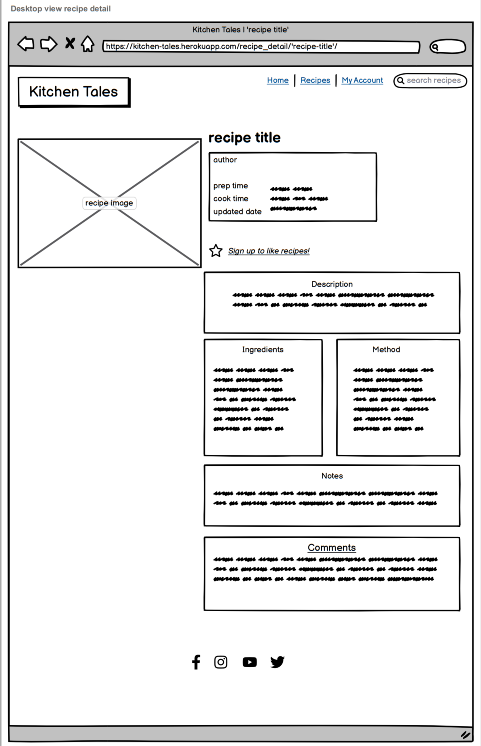 Desktop view recipe detail
Kitchen Tales | 'recipe title'
https://kitchen-tales.herokuapp.com/recipe_detail/'recipe-title'/
Kitchen Tales
Home | Recipes | My Account
search recipes
recipe title
author
recipe image
prep time
cook time
updated date
Sign up to like recipes!
Description
Ingredients
Method
Notes
Comments